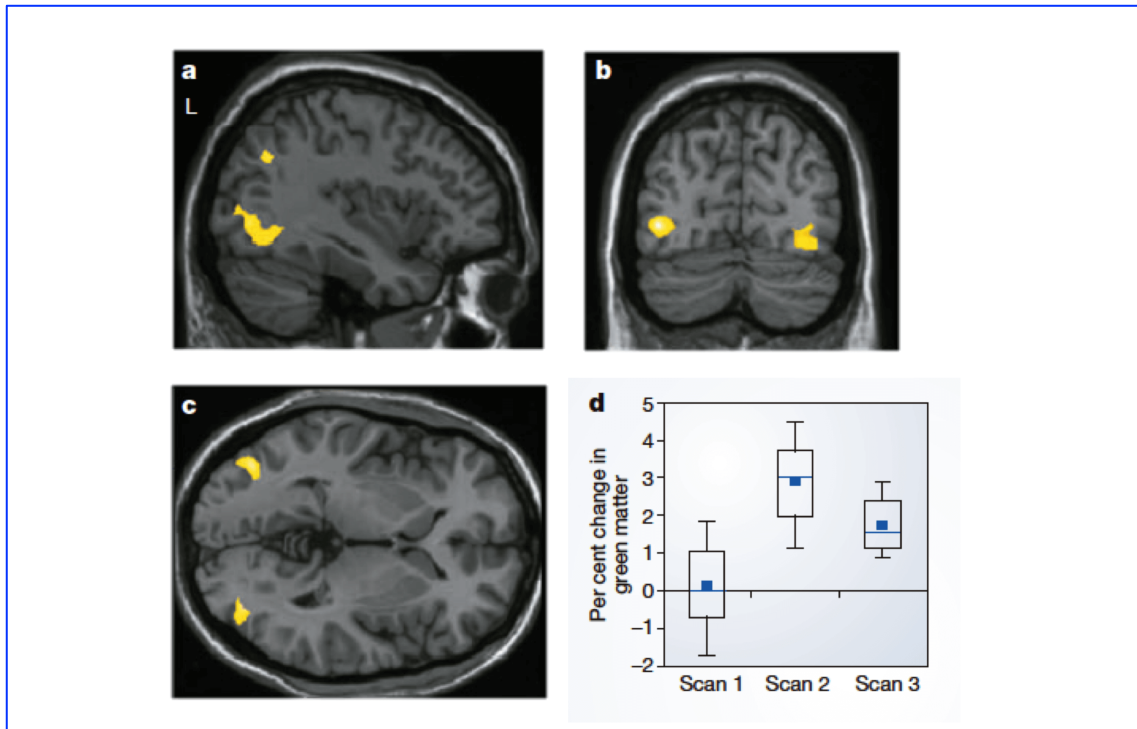 a
L
b
c
d
Per cent change in
green matter
5
4
3
2
1
0
–1
–2
Scan 1 Scan 2 Scan 3